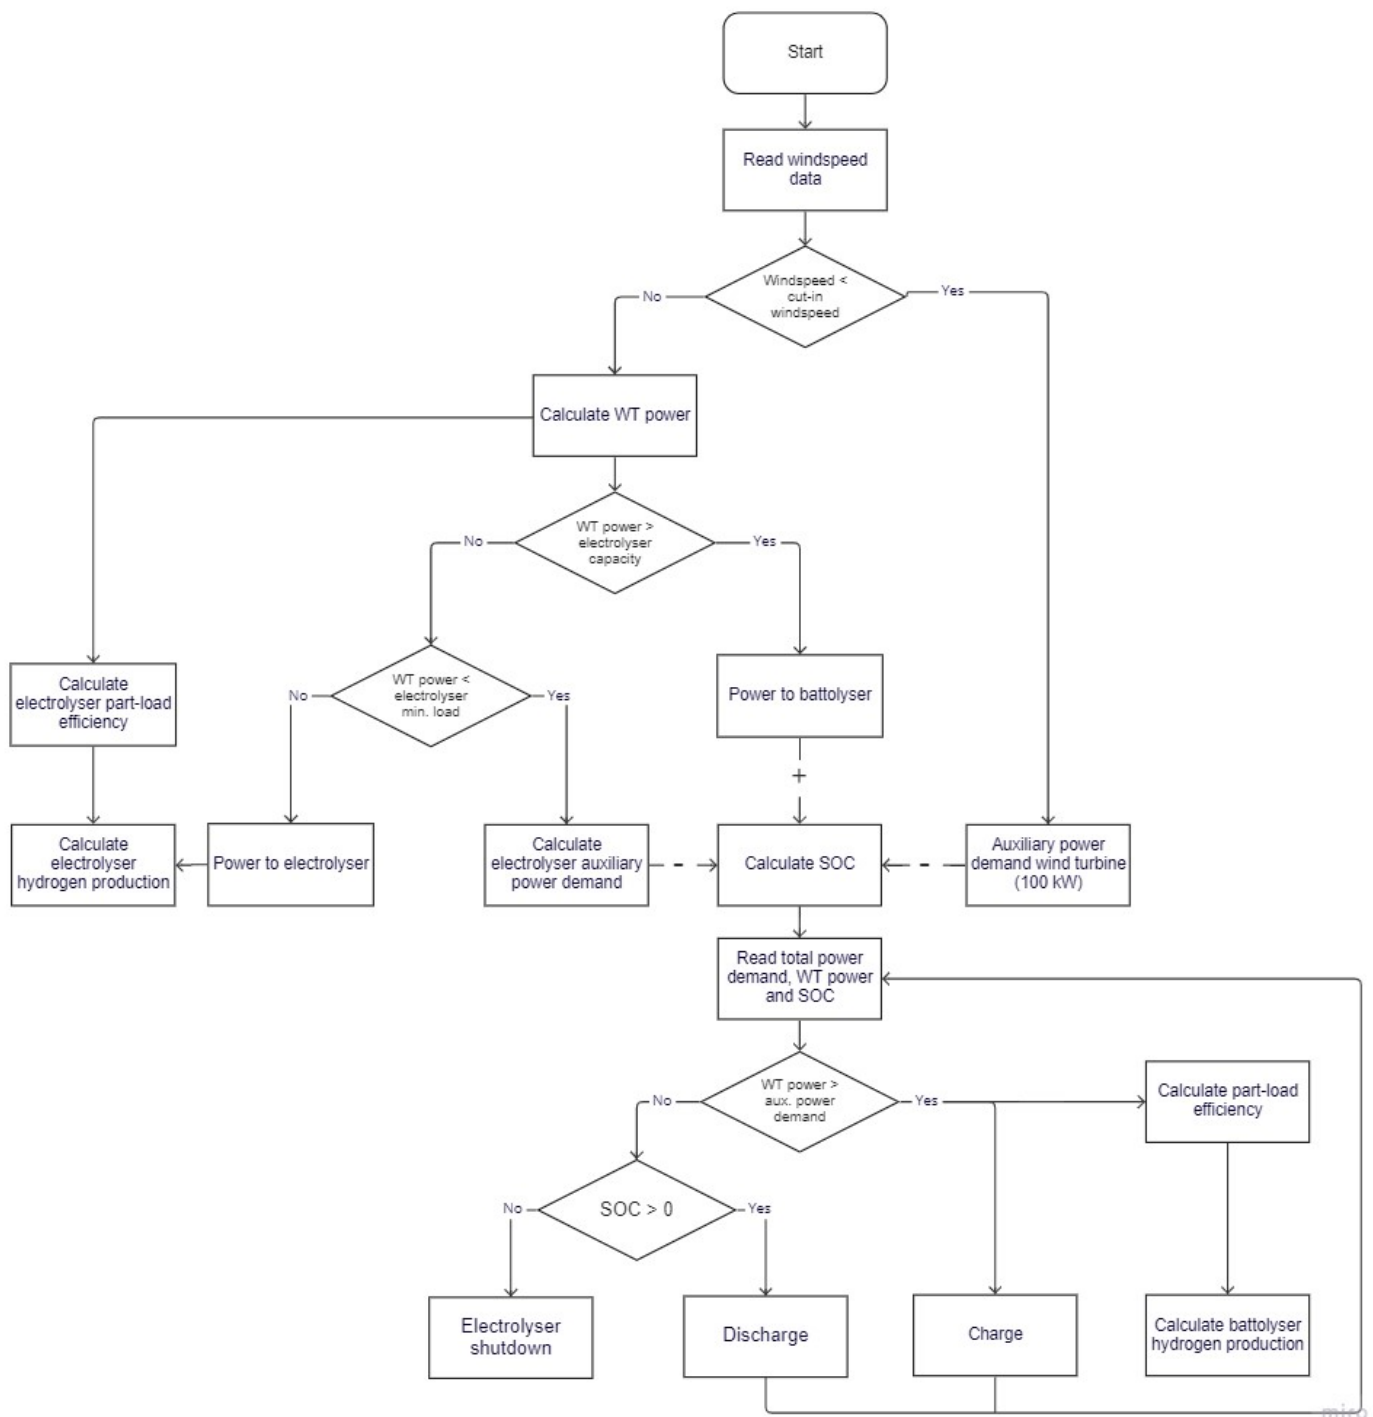 Start
Read windspeed
data
Windspeed <
cut-in
windspeed
No
Yes
Calculate WT power
WT power >
electrolyser
capacity
No
Yes
Calculate
electrolyser part-load
efficiency
No
WT power <
electrolyser
min. load
Yes
Power to battolyser
+
Calculate
electrolyser
hydrogen production
Power to electrolyser
Calculate
electrolyser auxiliary
power demand
-
Calculate SOC
-
Auxiliary power
demand wind turbine
(100 kW)
Read total power
demand, WT power
and SOC
No
WT power >
aux. power
demand
Yes
Calculate part-load
efficiency
No
SOC > 0
Yes
Electrolyser
shutdown
Discharge
Charge
Calculate battolyser
hydrogen production
miro